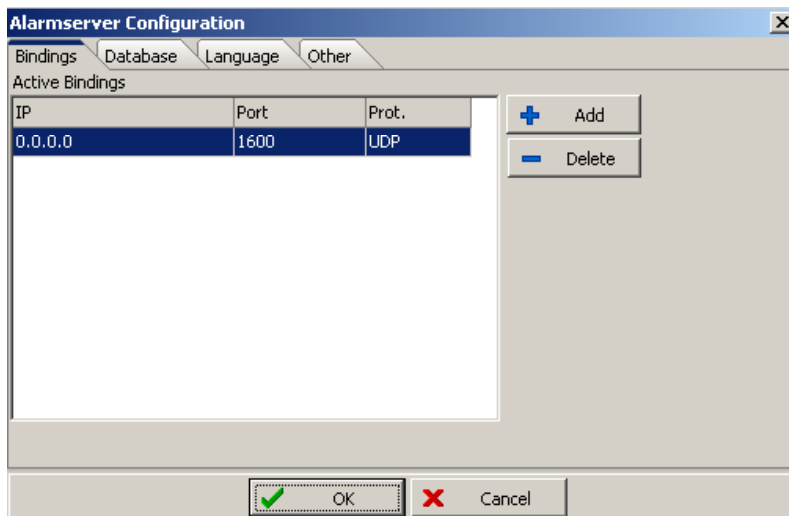 Alarmserver Configuration
Bindings Database Language Other
Active Bindings
IP Port Prot.
0.0.0.0 1600 UDP
Add
Delete
OK Cancel